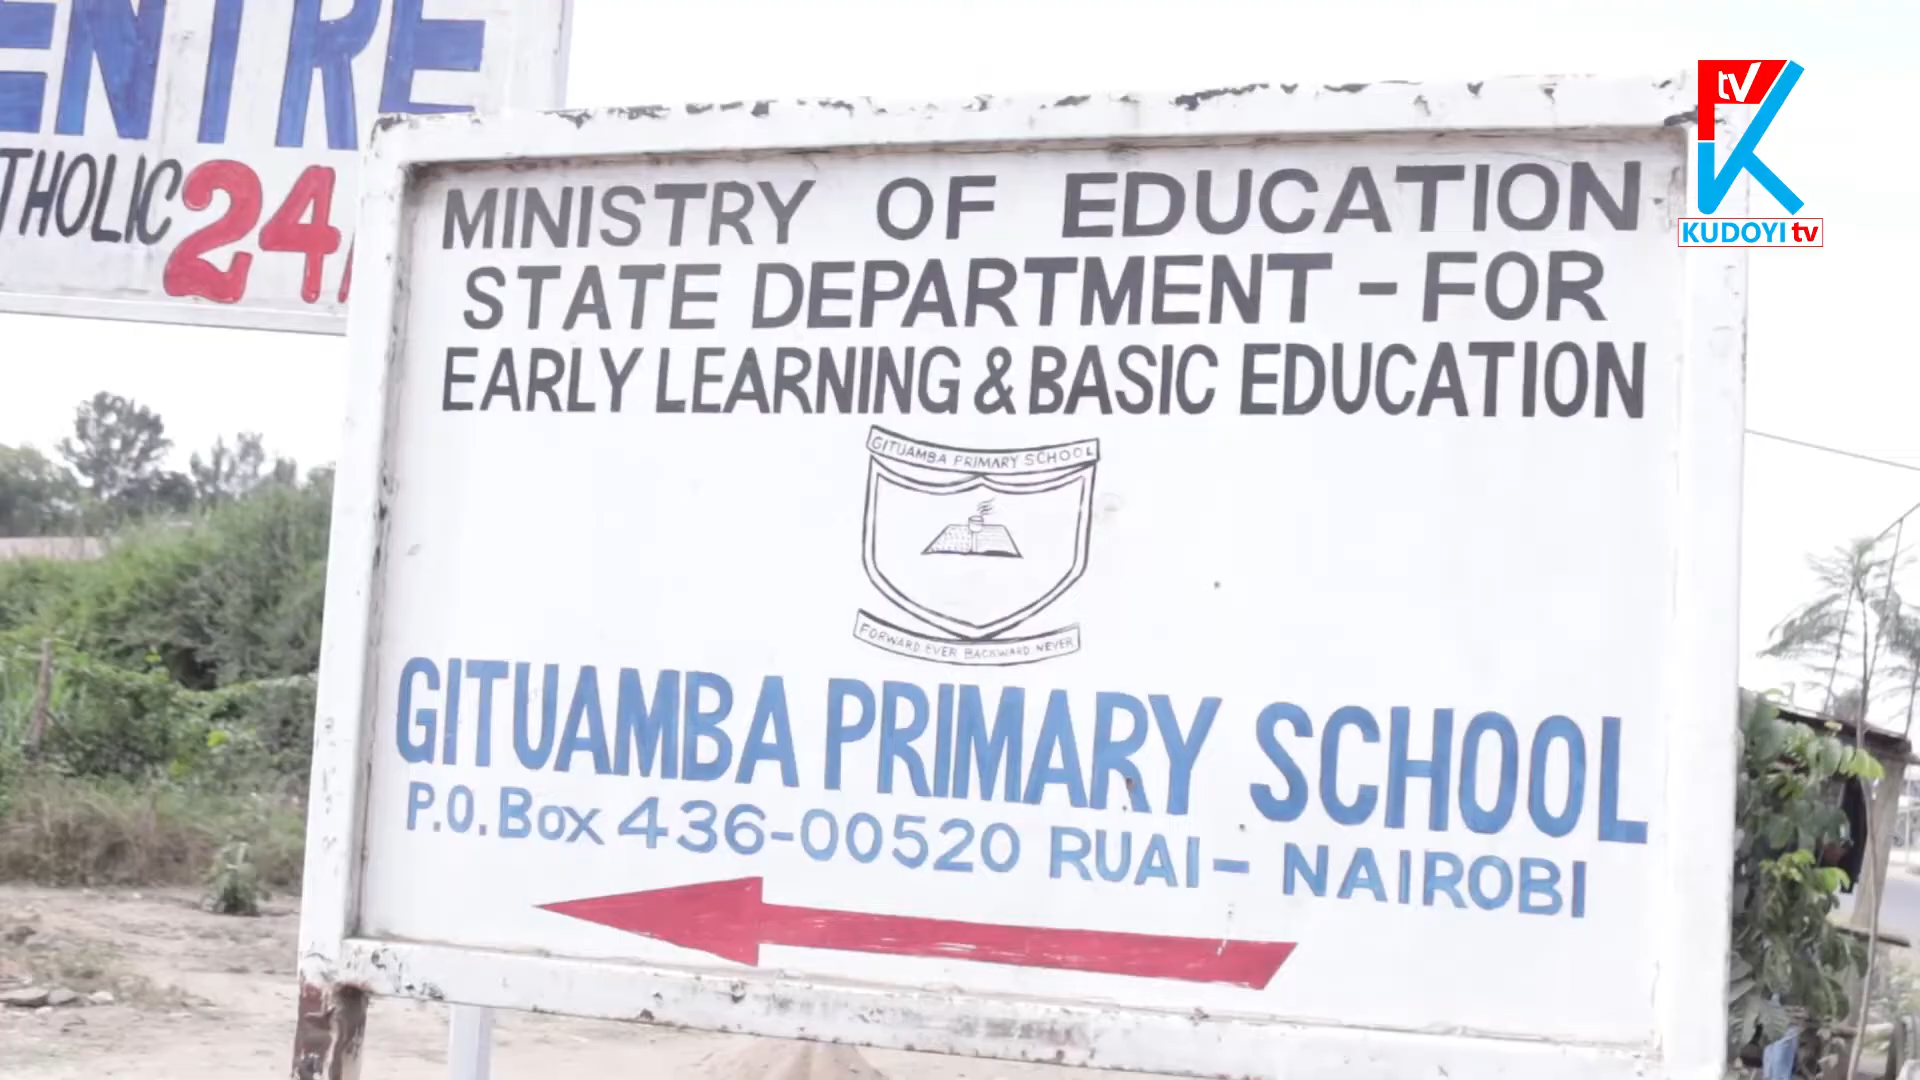 ENTRE
THOLIC 24
tv
KUDOYI tv
MINISTRY OF EDUCATION
STATE DEPARTMENT - FOR
EARLY LEARNING & BASIC EDUCATION
GITUAMBA PRIMARY SCHOOL
FORWARD EVER BACKWARD NEVER
GITUAMBA PRIMARY SCHOOL
P.O. Box 436-00520 RUAI - NAIROBI